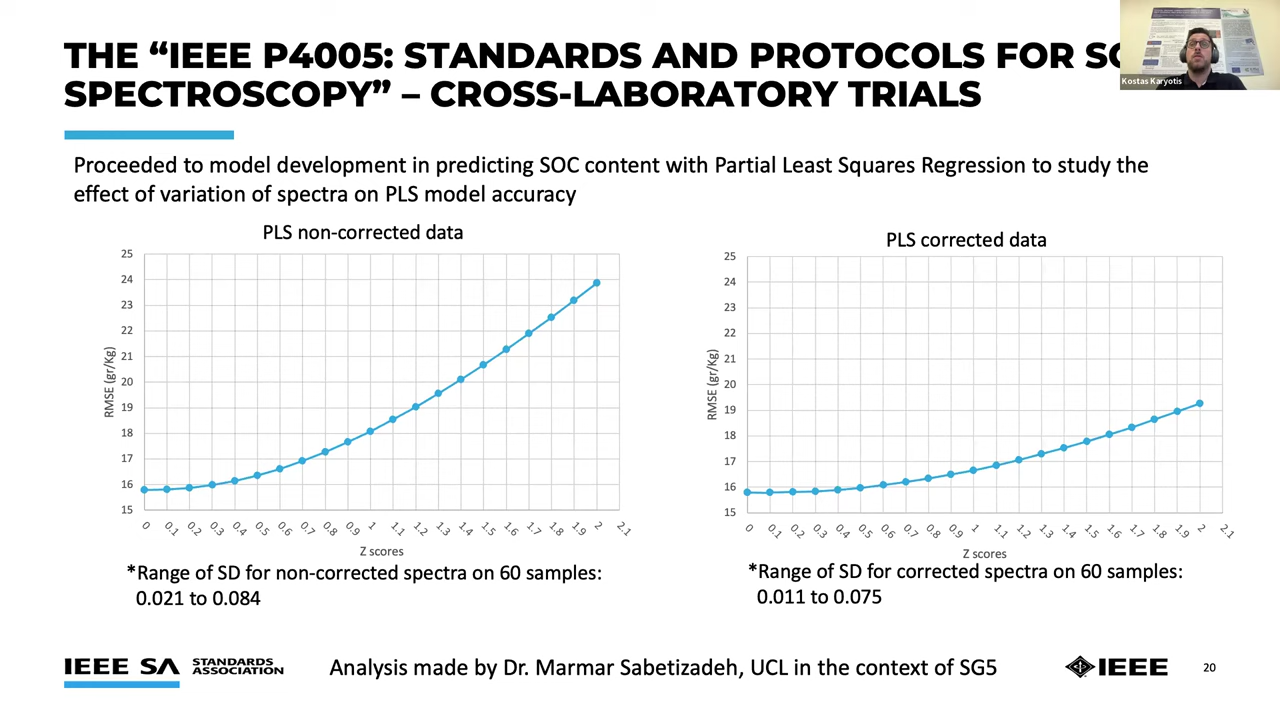 THE “IEEE P4005: STANDARDS AND PROTOCOLS FOR
SPECTROSCOPY” – CROSS-LABORATORY TRIALS
Kostas Karyotis
Proceeded to model development in predicting SOC content with Partial Least Squares Regression to study the
effect of variation of spectra on PLS model accuracy
PLS non-corrected data
25
24
23
22
21
20
19
18
17
16
15
RMSE (gr/Kg)
0 0.1 0.2 0.3 0.4 0.5 0.6 0.7 0.8 0.9 1 1.1 1.2 1.3 1.4 1.5 1.6 1.7 1.8 1.9 2 2.1
Z scores
*Range of SD for non-corrected spectra on 60 samples:
0.021 to 0.084
PLS corrected data
25
24
23
22
21
20
19
18
17
16
15
RMSE (gr/Kg)
0 0.1 0.2 0.3 0.4 0.5 0.6 0.7 0.8 0.9 1 1.1 1.2 1.3 1.4 1.5 1.6 1.7 1.8 1.9 2 2.1
Z scores
*Range of SD for corrected spectra on 60 samples:
0.011 to 0.075
IEEE SA STANDARDS
ASSOCIATION
Analysis made by Dr. Marmar Sabetizadeh, UCL in the context of SG5
IEEE
20